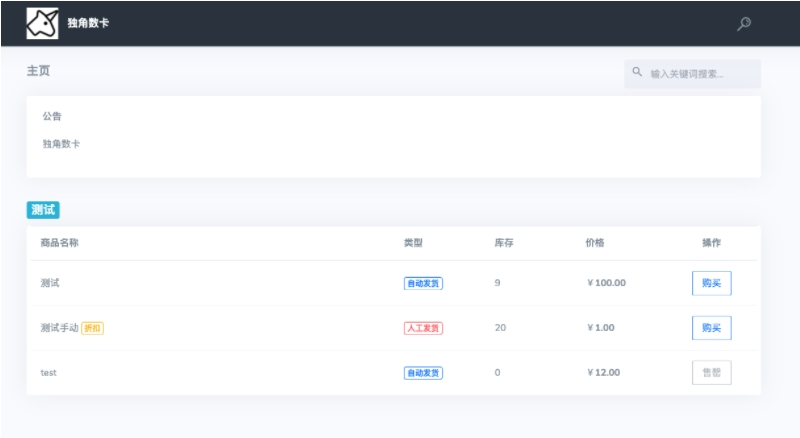 独角数卡
主页
输入关键词搜索...
公告
独角数卡
测试
商品名称 类型 库存 价格 操作
测试 自动发货 9 ￥100.00 购买
测试手动 折扣 人工发货 20 ￥1.00 购买
test 自动发货 0 ￥12.00 售罄